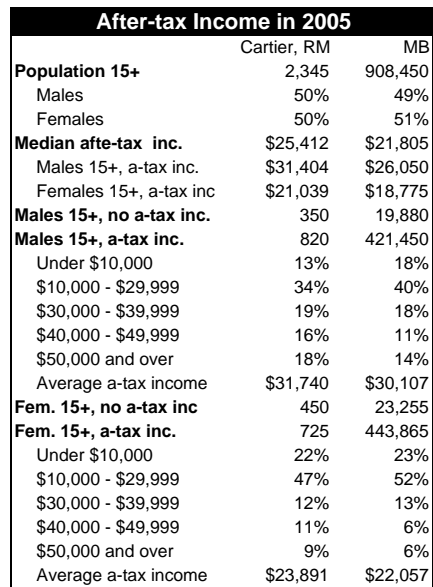 After-tax Income in 2005
Cartier, RM MB
Population 15+ 2,345 908,450
Males 50% 49%
Females 50% 51%
Median afte-tax inc. $25,412 $21,805
Males 15+, a-tax inc. $31,404 $26,050
Females 15+, a-tax inc $21,039 $18,775
Males 15+, no a-tax inc. 350 19,880
Males 15+, a-tax inc. 820 421,450
Under $10,000 13% 18%
$10,000 - $29,999 34% 40%
$30,000 - $39,999 19% 18%
$40,000 - $49,999 16% 11%
$50,000 and over 18% 14%
Average a-tax income $31,740 $30,107
Fem. 15+, no a-tax inc 450 23,255
Fem. 15+, a-tax inc. 725 443,865
Under $10,000 22% 23%
$10,000 - $29,999 47% 52%
$30,000 - $39,999 12% 13%
$40,000 - $49,999 11% 6%
$50,000 and over 9% 6%
Average a-tax income $23,891 $22,057